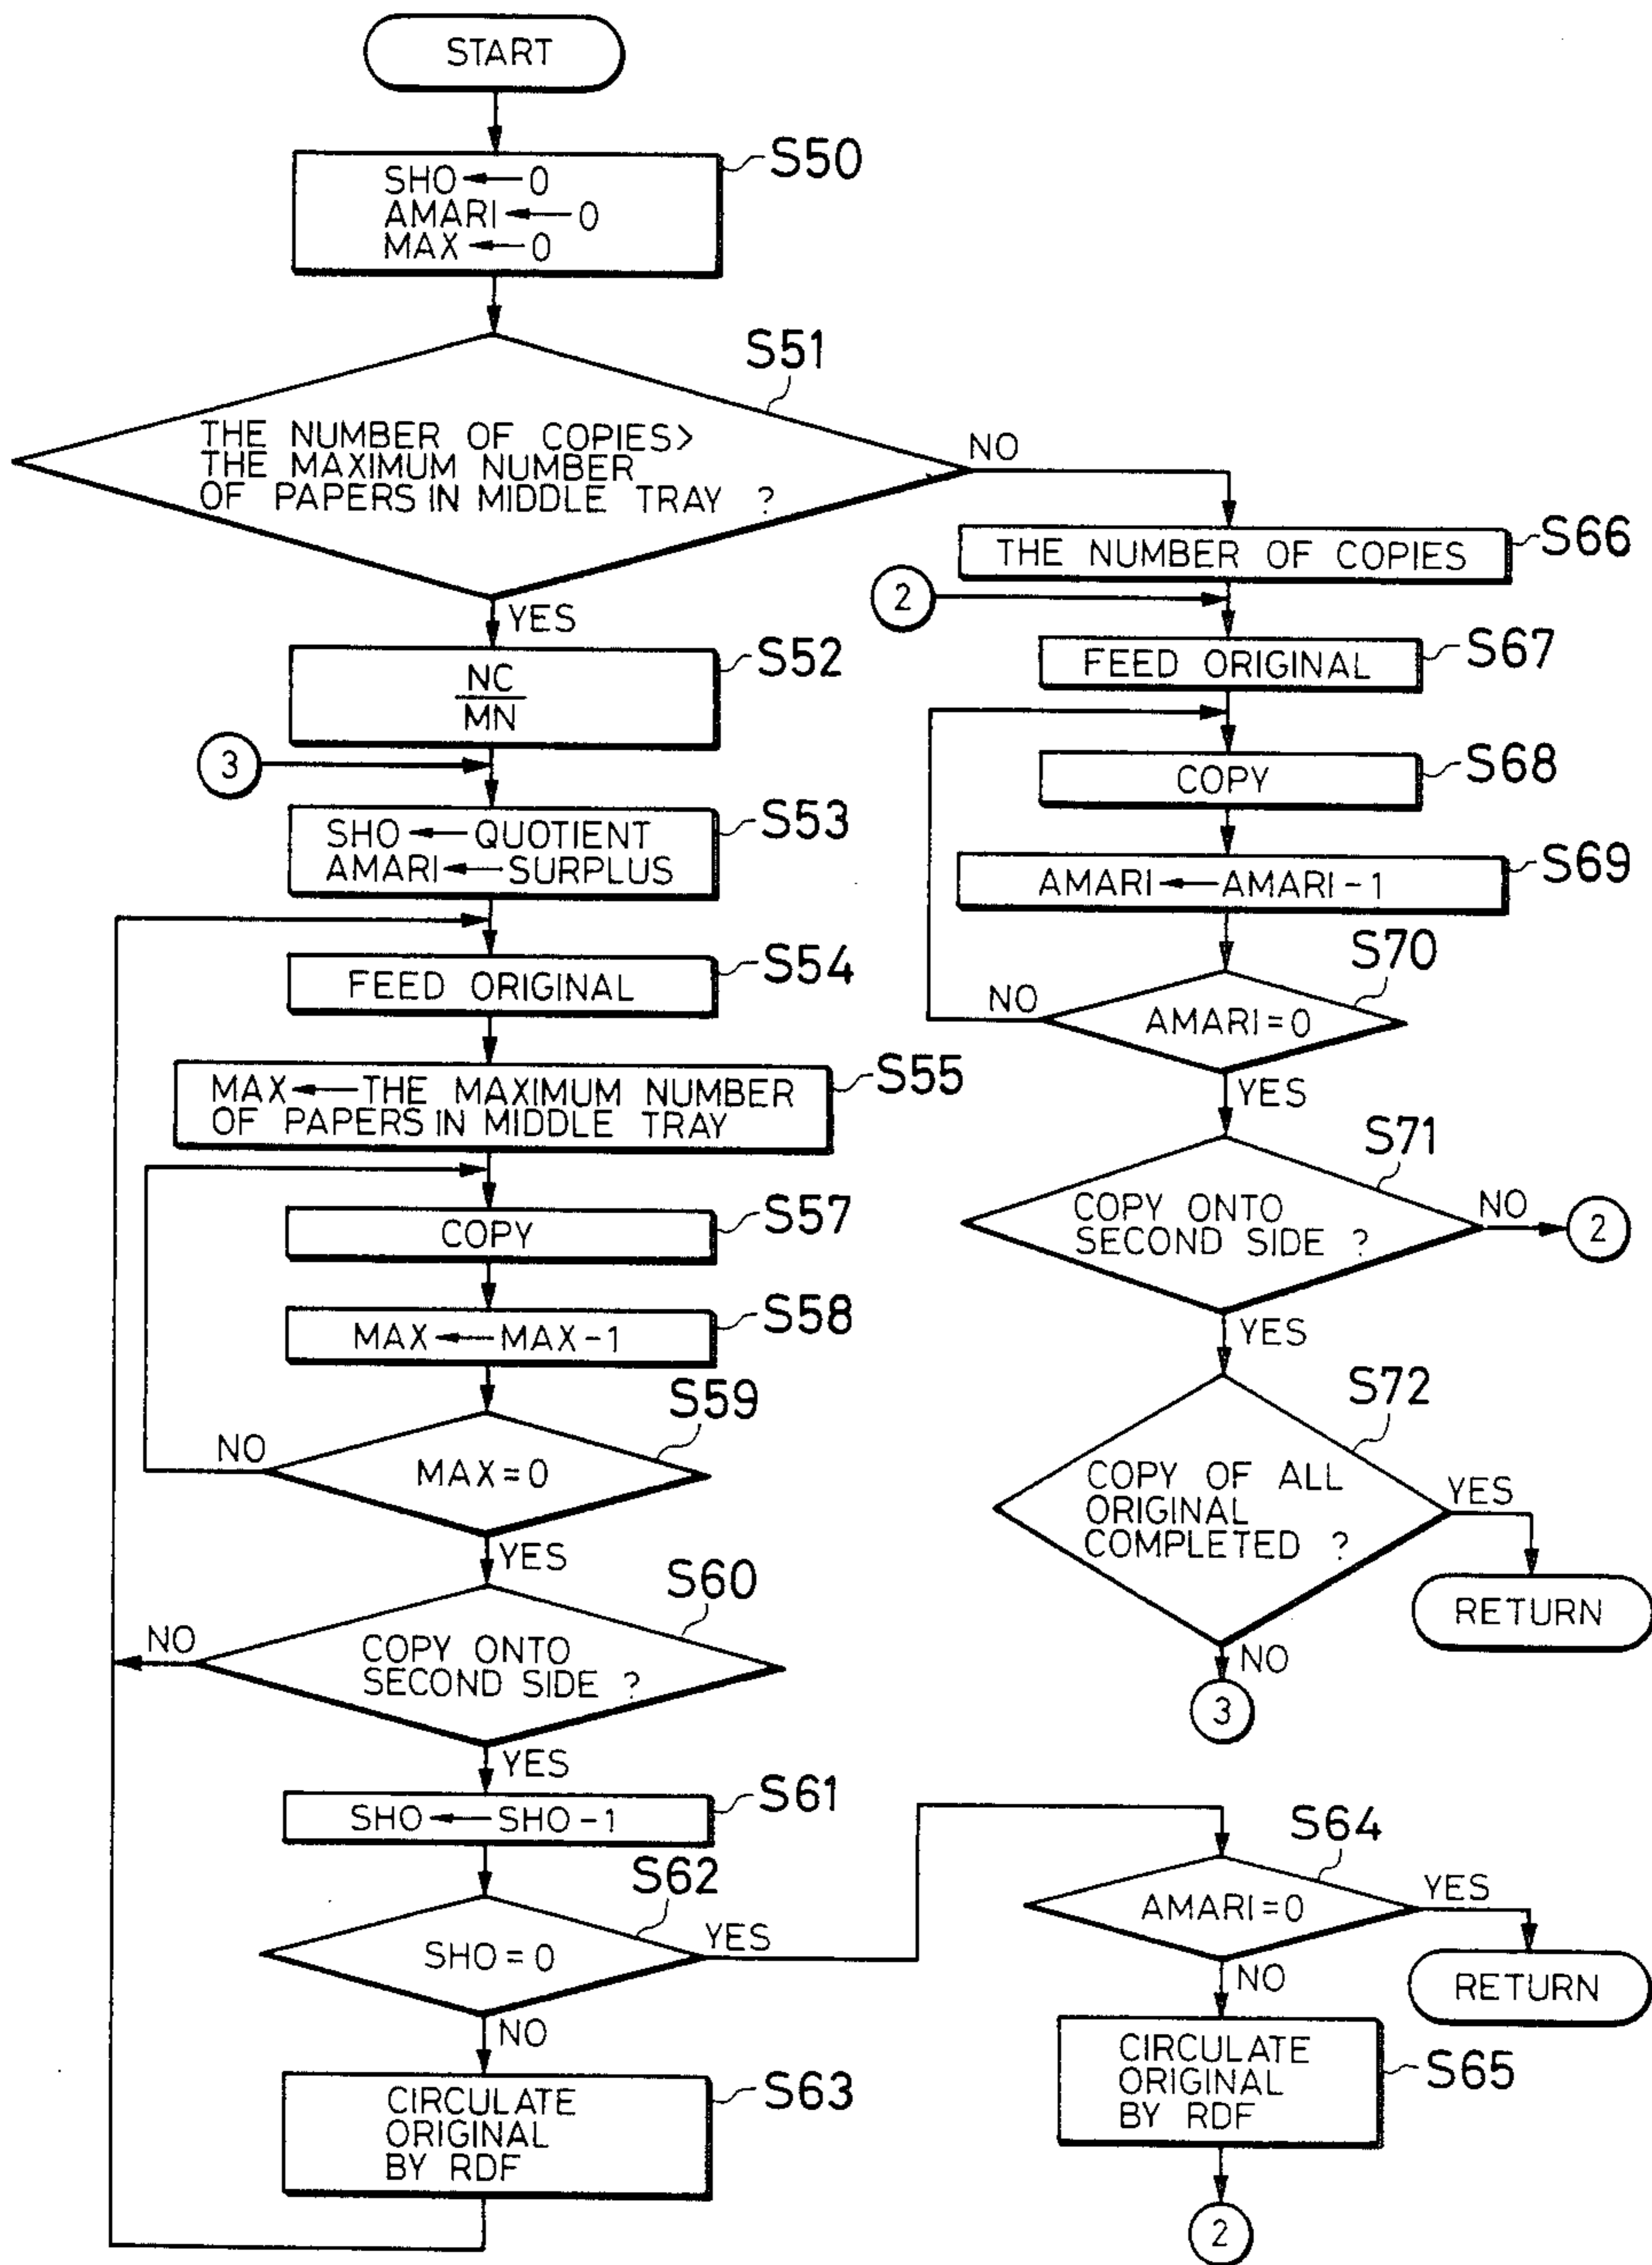 START
S50
SHO ← 0
AMARI ← 0
MAX ← 0
S51
THE NUMBER OF COPIES>
THE MAXIMUM NUMBER
OF PAPERS IN MIDDLE TRAY ?
NO
YES
S52
NC
MN
3
S53
SHO ← QUOTIENT
AMARI ← SURPLUS
S54
FEED ORIGINAL
S55
MAX ← THE MAXIMUM NUMBER
OF PAPERS IN MIDDLE TRAY
S57
COPY
S58
MAX ← MAX-1
S59
NO
MAX=0
YES
S60
NO
COPY ONTO
SECOND SIDE ?
YES
S61
SHO ← SHO-1
S62
SHO=0
YES
NO
S63
CIRCULATE
ORIGINAL
BY RDF
S66
THE NUMBER OF COPIES
2
S67
FEED ORIGINAL
S68
COPY
S69
AMARI ← AMARI-1
S70
NO
AMARI=0
YES
S71
COPY ONTO
SECOND SIDE ?
NO
2
YES
S72
COPY OF ALL
ORIGINAL
COMPLETED ?
YES
RETURN
NO
3
S64
AMARI=0
YES
RETURN
NO
S65
CIRCULATE
ORIGINAL
BY RDF
2